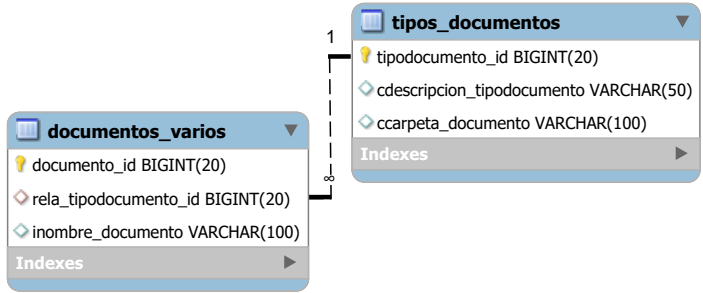 tipos_documentos
tipodocumento_id BIGINT(20)
cdescripcion_tipodocumento VARCHAR(50)
ccarpeta_documento VARCHAR(100)
Indexes
1
∞
documentos_varios
documento_id BIGINT(20)
rela_tipodocumento_id BIGINT(20)
inombre_documento VARCHAR(100)
Indexes